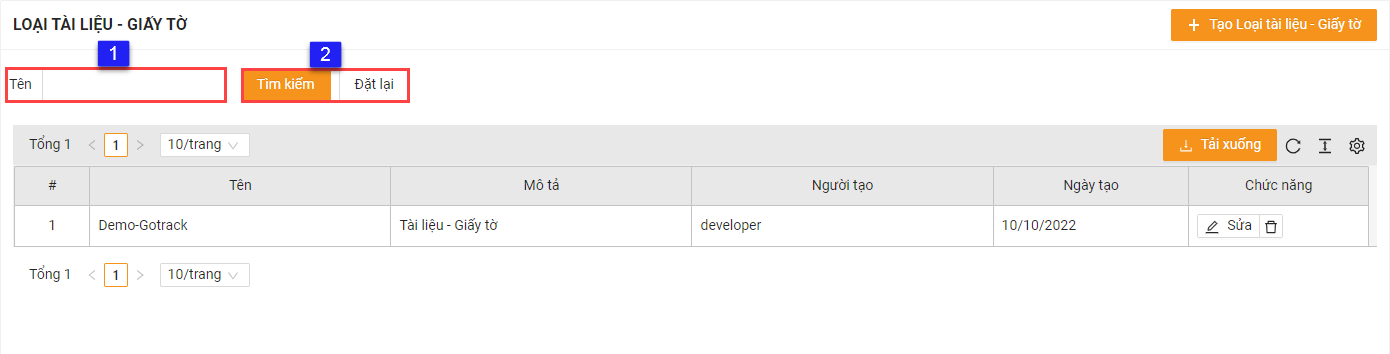 LOẠI TÀI LIỆU - GIẤY TỜ
+ Tạo Loại tài liệu - Giấy tờ
1
2
Tên
Tìm kiếm
Đặt lại
Tổng 1 < 1 > 10/trang
Tải xuống
# Tên Mô tả Người tạo Ngày tạo Chức năng
1 Demo-Gotrack Tài liệu - Giấy tờ developer 10/10/2022 Sửa
Tổng 1 < 1 > 10/trang